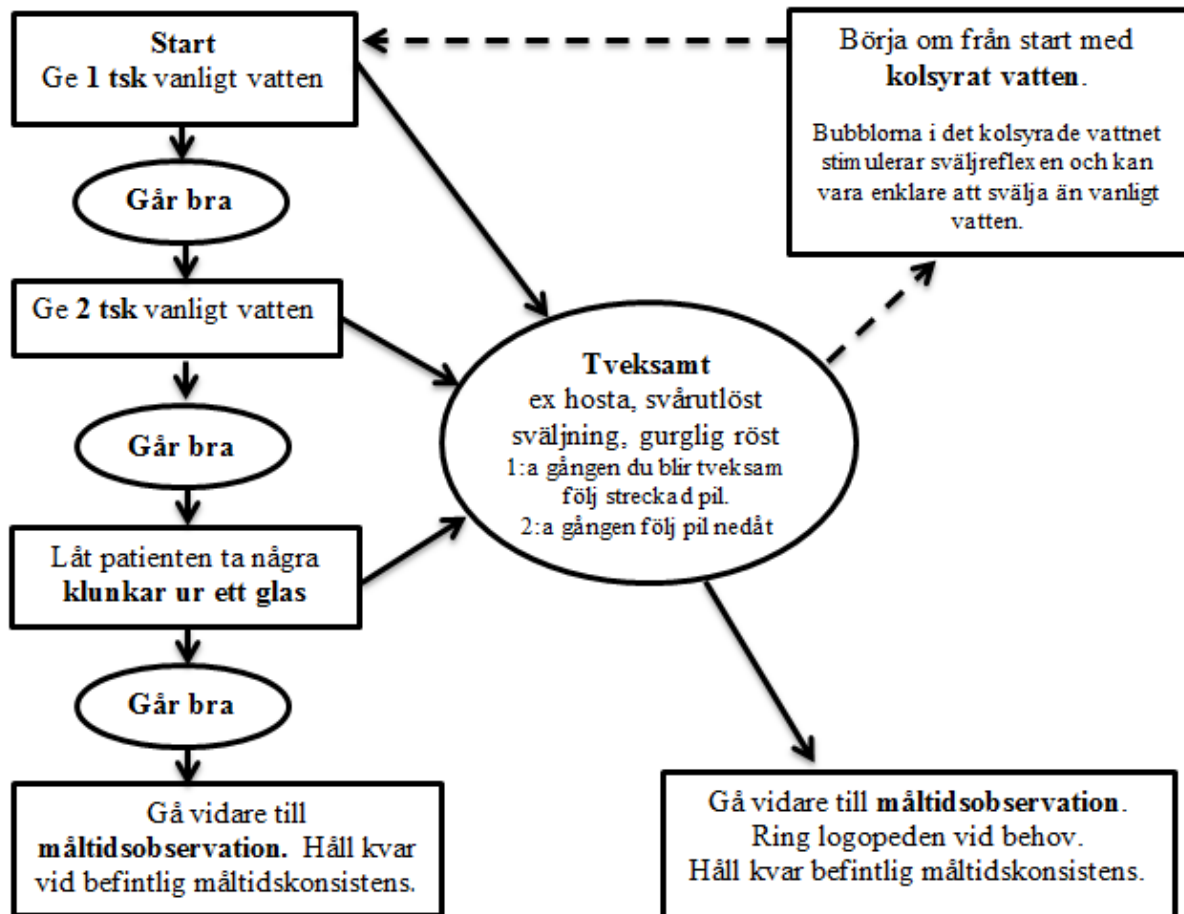 Start
Ge 1 tsk vanligt vatten
Går bra
Ge 2 tsk vanligt vatten
Går bra
Låt patienten ta några
klunkar ur ett glas
Går bra
Gå vidare till
måltidsobservation. Håll kvar
vid befintlig måltidskonsistens.
Börja om från start med
kolsyrat vatten.
Bubblorna i det kolsyrade vattnet
stimulerar sväljreflexen och kan
vara enklare att svälja än vanligt
vatten.
Tveksamt
ex hosta, svårutlöst
sväljning, gurglig röst
1:a gången du blir tveksam
följ streckad pil.
2:a gången följ pil nedåt
Gå vidare till måltidsobservation.
Ring logopeden vid behov.
Håll kvar befintlig måltidskonsistens.